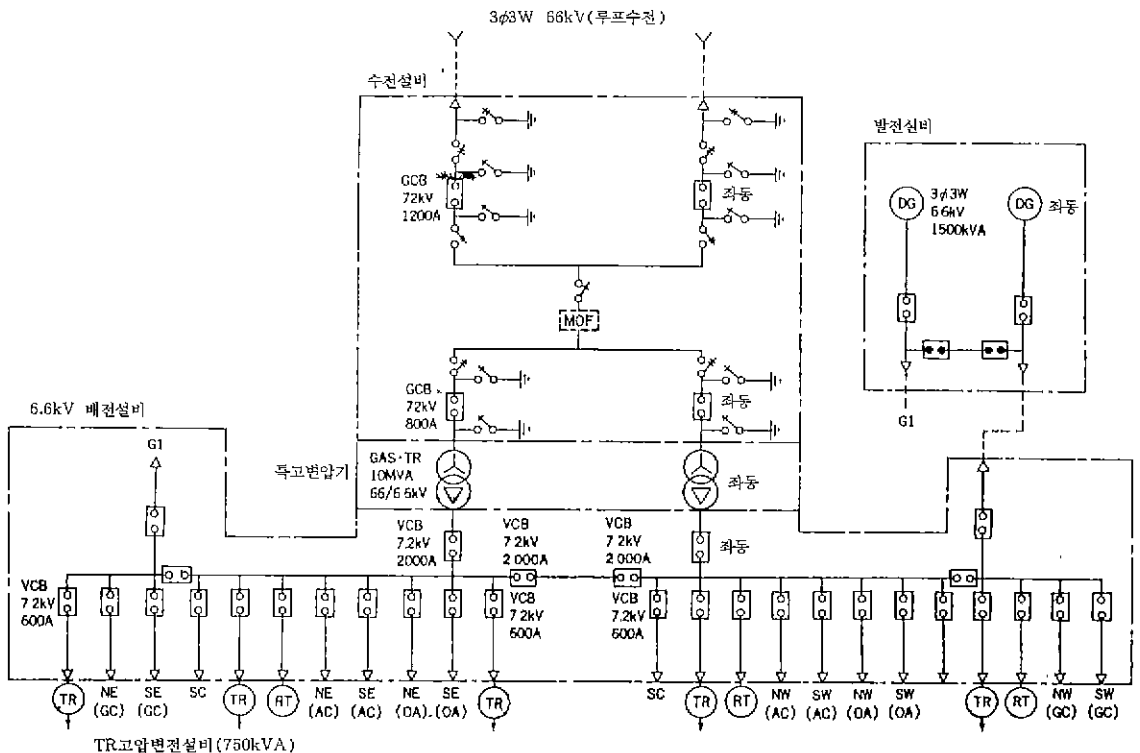 3φ3W 66kV(루프수전)
수전설비
발전설비
GCB
72kV
1200A
좌동
DG
3φ3W
6.6kV
1500kVA
DG
좌동
MOF
GCB
72kV
800A
좌동
G1
6.6kV 배전설비
G1
특고변압기
GAS·TR
10MVA
66/6.6kV
좌동
VCB
7.2kV
2000A
VCB
7.2kV
2000A
VCB
7.2kV
2000A
좌동
VCB
7.2kV
600A
VCB
7.2kV
600A
VCB
7.2kV
600A
TR
NE
(GC)
SE
(GC)
SC
TR
RT
NE
(AC)
SE
(AC)
NE
(OA)
SE
(OA)
TR
SC
TR
RT
NW
(AC)
SW
(AC)
NW
(OA)
SW
(OA)
TR
RT
NW
(GC)
SW
(GC)
TR고압변전설비(750kVA)